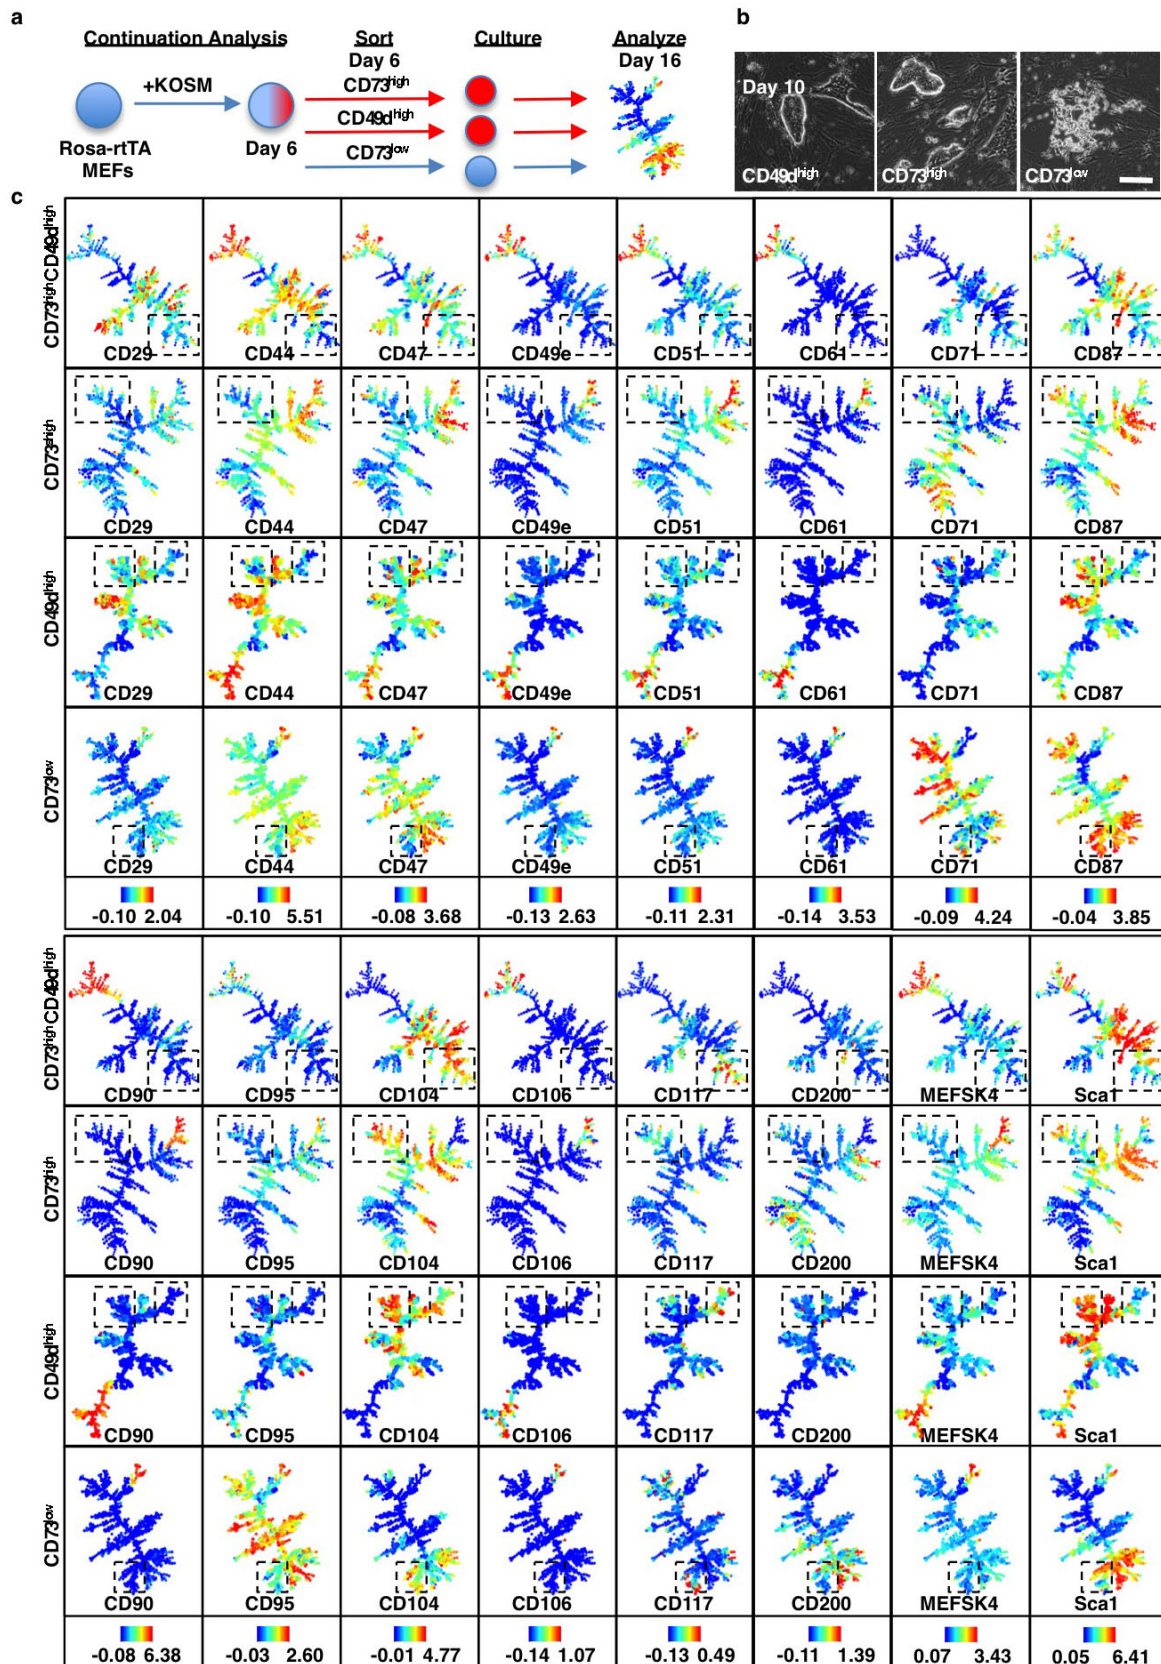 a
Continuation Analysis Sort Culture Analyze
Day 6 Day 16
+KOSM CD73high
CD49dhigh
CD73low
Rosa-rtTA
MEFs
Day 6
b
Day 10
CD49dhigh CD73high CD73low
c
CD73highCD49dhigh
CD29 CD44 CD47 CD49e CD51 CD61 CD71 CD87
CD73high
CD29 CD44 CD47 CD49e CD51 CD61 CD71 CD87
CD49dhigh
CD29 CD44 CD47 CD49e CD51 CD61 CD71 CD87
CD73low
CD29 CD44 CD47 CD49e CD51 CD61 CD71 CD87
-0.10 2.04 -0.10 5.51 -0.08 3.68 -0.13 2.63 -0.11 2.31 -0.14 3.53 -0.09 4.24 -0.04 3.85
CD73highCD49dhigh
CD90 CD95 CD104 CD106 CD117 CD200 MEFSK4 Sca1
CD73high
CD90 CD95 CD104 CD106 CD117 CD200 MEFSK4 Sca1
CD49dhigh
CD90 CD95 CD104 CD106 CD117 CD200 MEFSK4 Sca1
CD73low
CD90 CD95 CD104 CD106 CD117 CD200 MEFSK4 Sca1
-0.08 6.38 -0.03 2.60 -0.01 4.77 -0.14 1.07 -0.13 0.49 -0.11 1.39 0.07 3.43 0.05 6.41